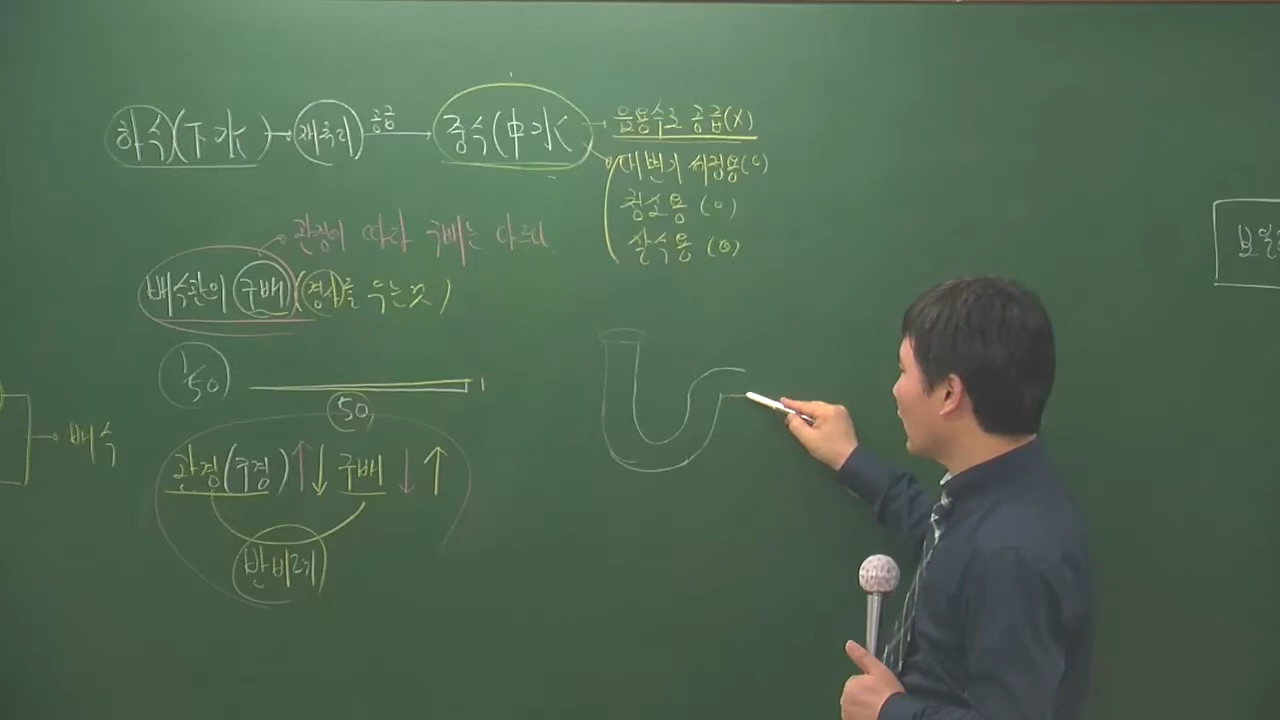 하수(下水) → 재처리 공급 → 중수(中水) → 음용수로 공급(X)
대변기 세정용(○)
청소용 (○)
살수용 (○)
관경에 따라 구배는 다르다
배수관의 구배 (경사를 두는 것)
1/50
1
50
→ 배수
관경(구경) ↑ ↓ 구배 ↓ ↑
반비례